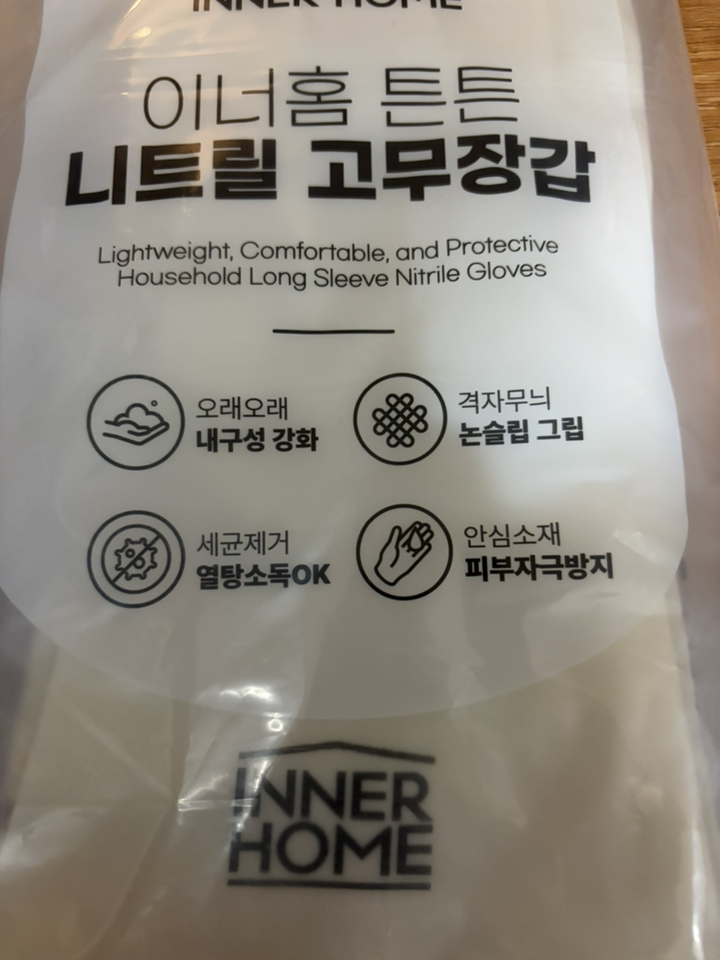 INNER HOME
이너홈 튼튼
니트릴 고무장갑
Lightweight, Comfortable, and Protective
Household Long Sleeve Nitrile Gloves
오래오래
내구성 강화
격자무늬
논슬립 그립
세균제거
열탕소독OK
안심소재
피부자극방지
INNER
HOME